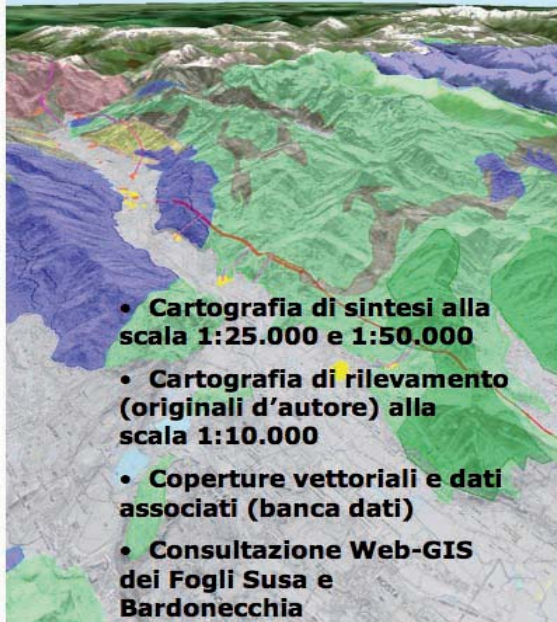 • Cartografia di sintesi alla
scala 1:25.000 e 1:50.000
• Cartografia di rilevamento
(originali d'autore) alla
scala 1:10.000
• Coperture vettoriali e dati
associati (banca dati)
• Consultazione Web-GIS
dei Fogli Susa e
Bardonecchia